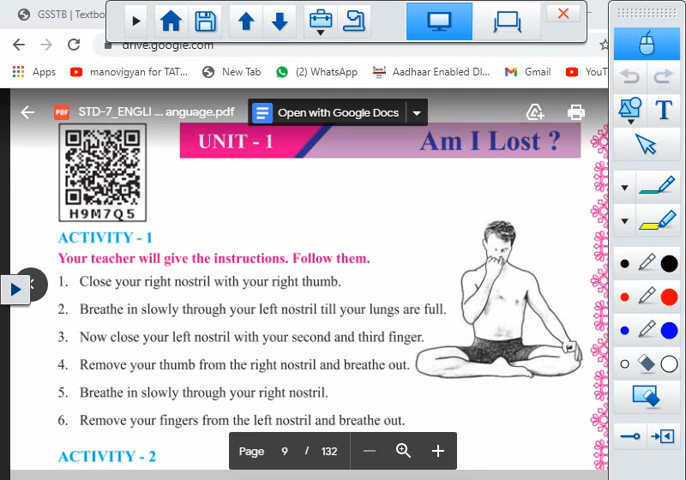 GSSTB | Textbo
drive.google.com
Apps
manovigyan for TAT...
New Tab
(2) WhatsApp
Aadhaar Enabled DI...
Gmail
YouT
PDF
STD-7_ENGLI ... anguage.pdf
Open with Google Docs
UNIT - 1
Am I Lost ?
H9M7Q5
ACTIVITY - 1
Your teacher will give the instructions. Follow them.
1. Close your right nostril with your right thumb.
2. Breathe in slowly through your left nostril till your lungs are full.
3. Now close your left nostril with your second and third finger.
4. Remove your thumb from the right nostril and breathe out.
5. Breathe in slowly through your right nostril.
6. Remove your fingers from the left nostril and breathe out.
ACTIVITY - 2
Page 9 / 132
T